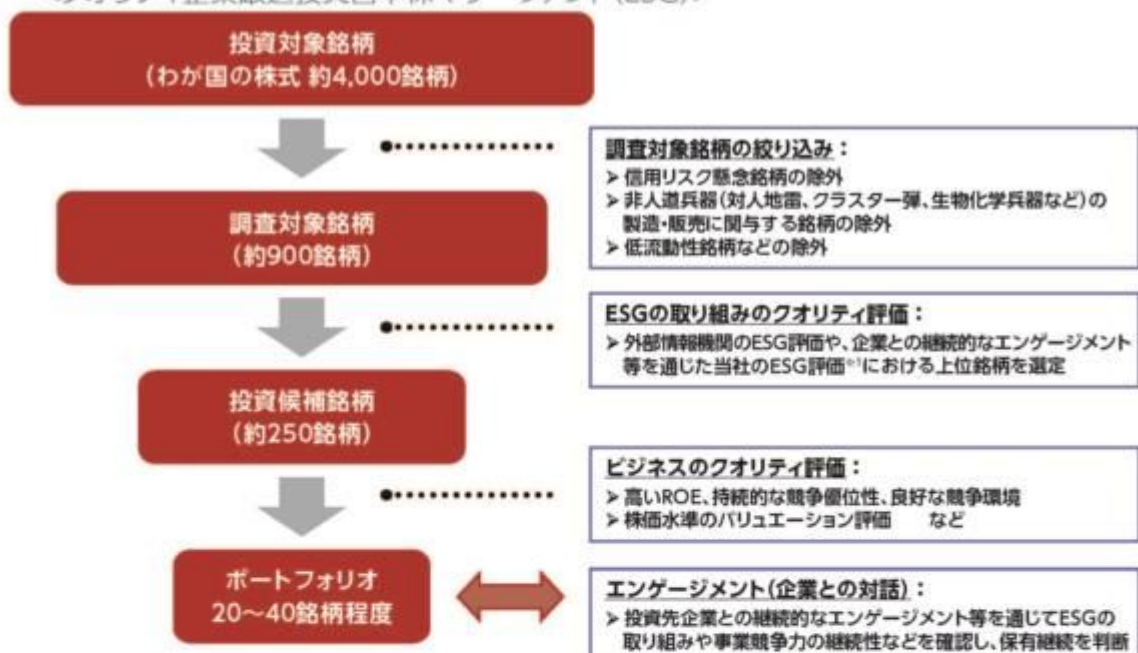 投資対象銘柄
（わが国の株式 約4,000銘柄）
調査対象銘柄の絞り込み：
➢ 信用リスク懸念銘柄の除外
➢ 非人道兵器（対人地雷、クラスター弾、生物化学兵器など）の
製造・販売に関与する銘柄の除外
➢ 低流動性銘柄などの除外
調査対象銘柄
（約900銘柄）
ESGの取り組みのクオリティ評価：
➢ 外部情報機関のESG評価や、企業との継続的なエンゲージメント
等を通じた当社のESG評価※1における上位銘柄を選定
投資候補銘柄
（約250銘柄）
ビジネスのクオリティ評価：
➢ 高いROE、持続的な競争優位性、良好な競争環境
➢ 株価水準のバリュエーション評価　など
ポートフォリオ
20～40銘柄程度
エンゲージメント（企業との対話）：
➢ 投資先企業との継続的なエンゲージメント等を通じてESGの
取り組みや事業競争力の継続性などを確認し、保有継続を判断